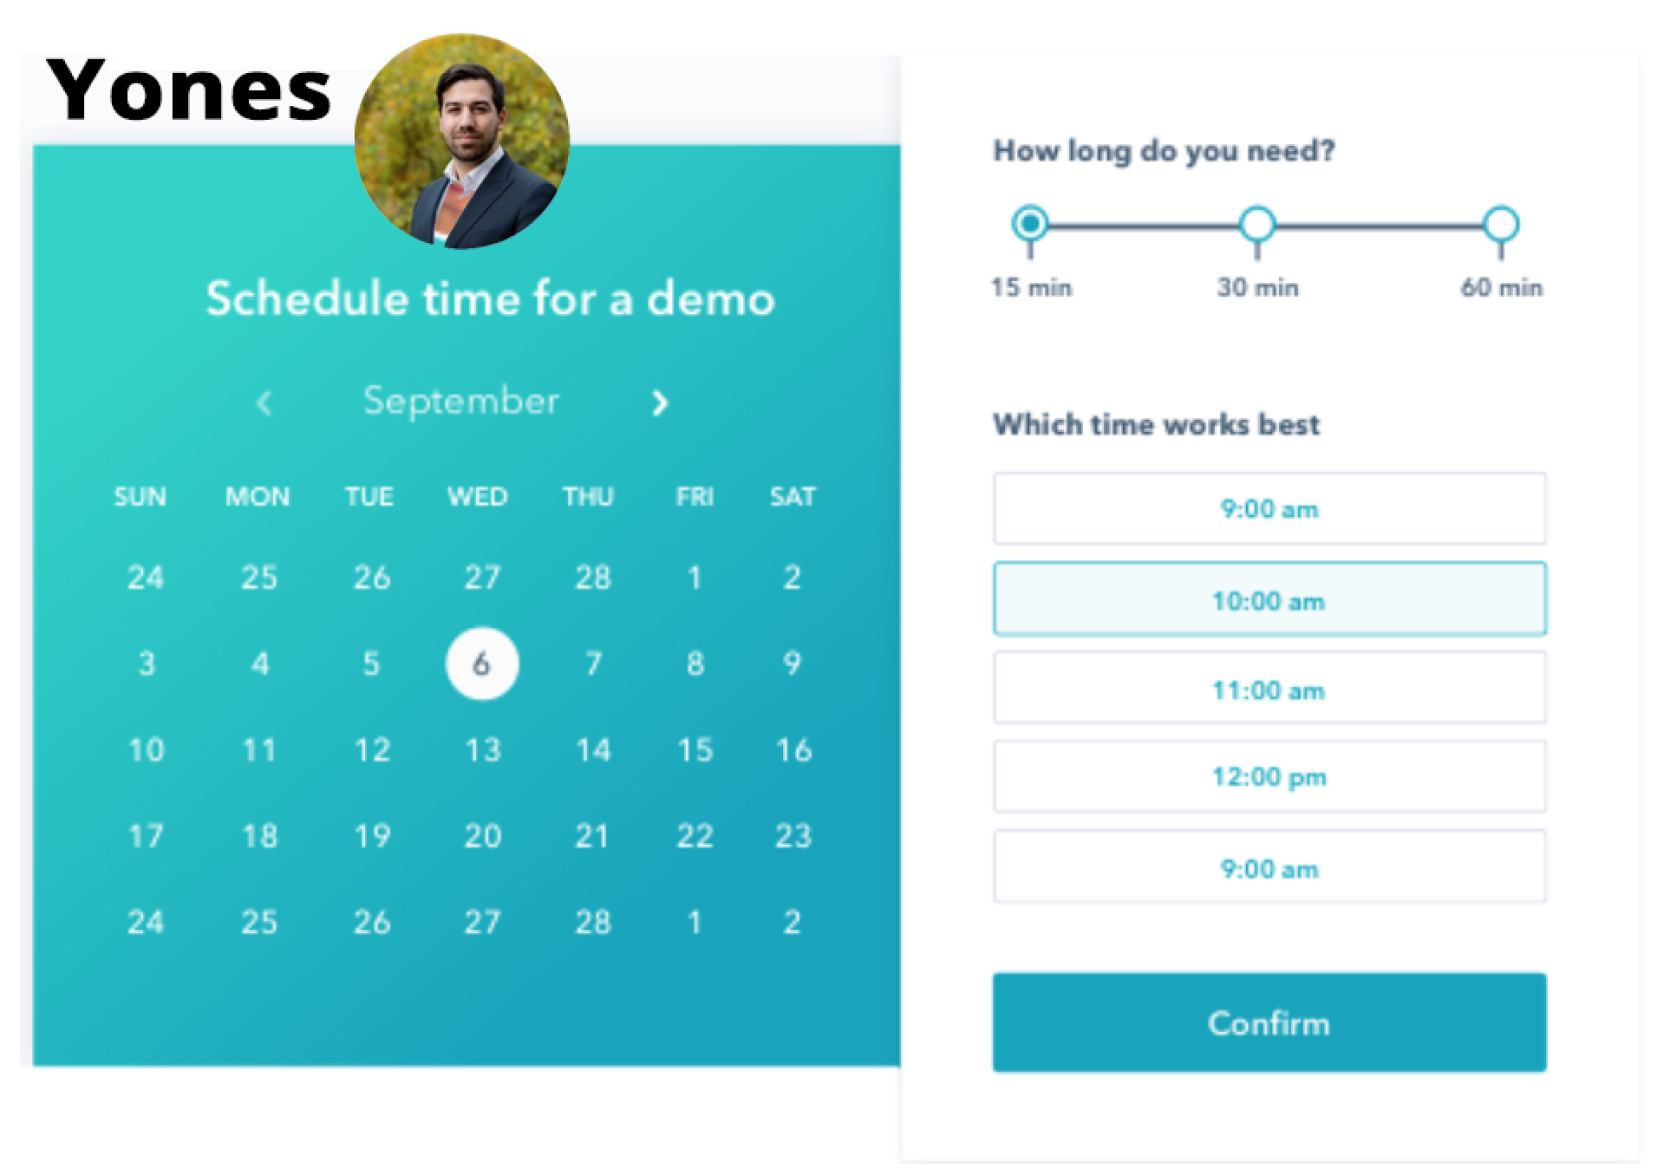 Yones
Schedule time for a demo
September
SUN MON TUE WED THU FRI SAT
24 25 26 27 28 1 2
3 4 5 6 7 8 9
10 11 12 13 14 15 16
17 18 19 20 21 22 23
24 25 26 27 28 1 2
How long do you need?
15 min 30 min 60 min
Which time works best
9:00 am
10:00 am
11:00 am
12:00 pm
9:00 am
Confirm